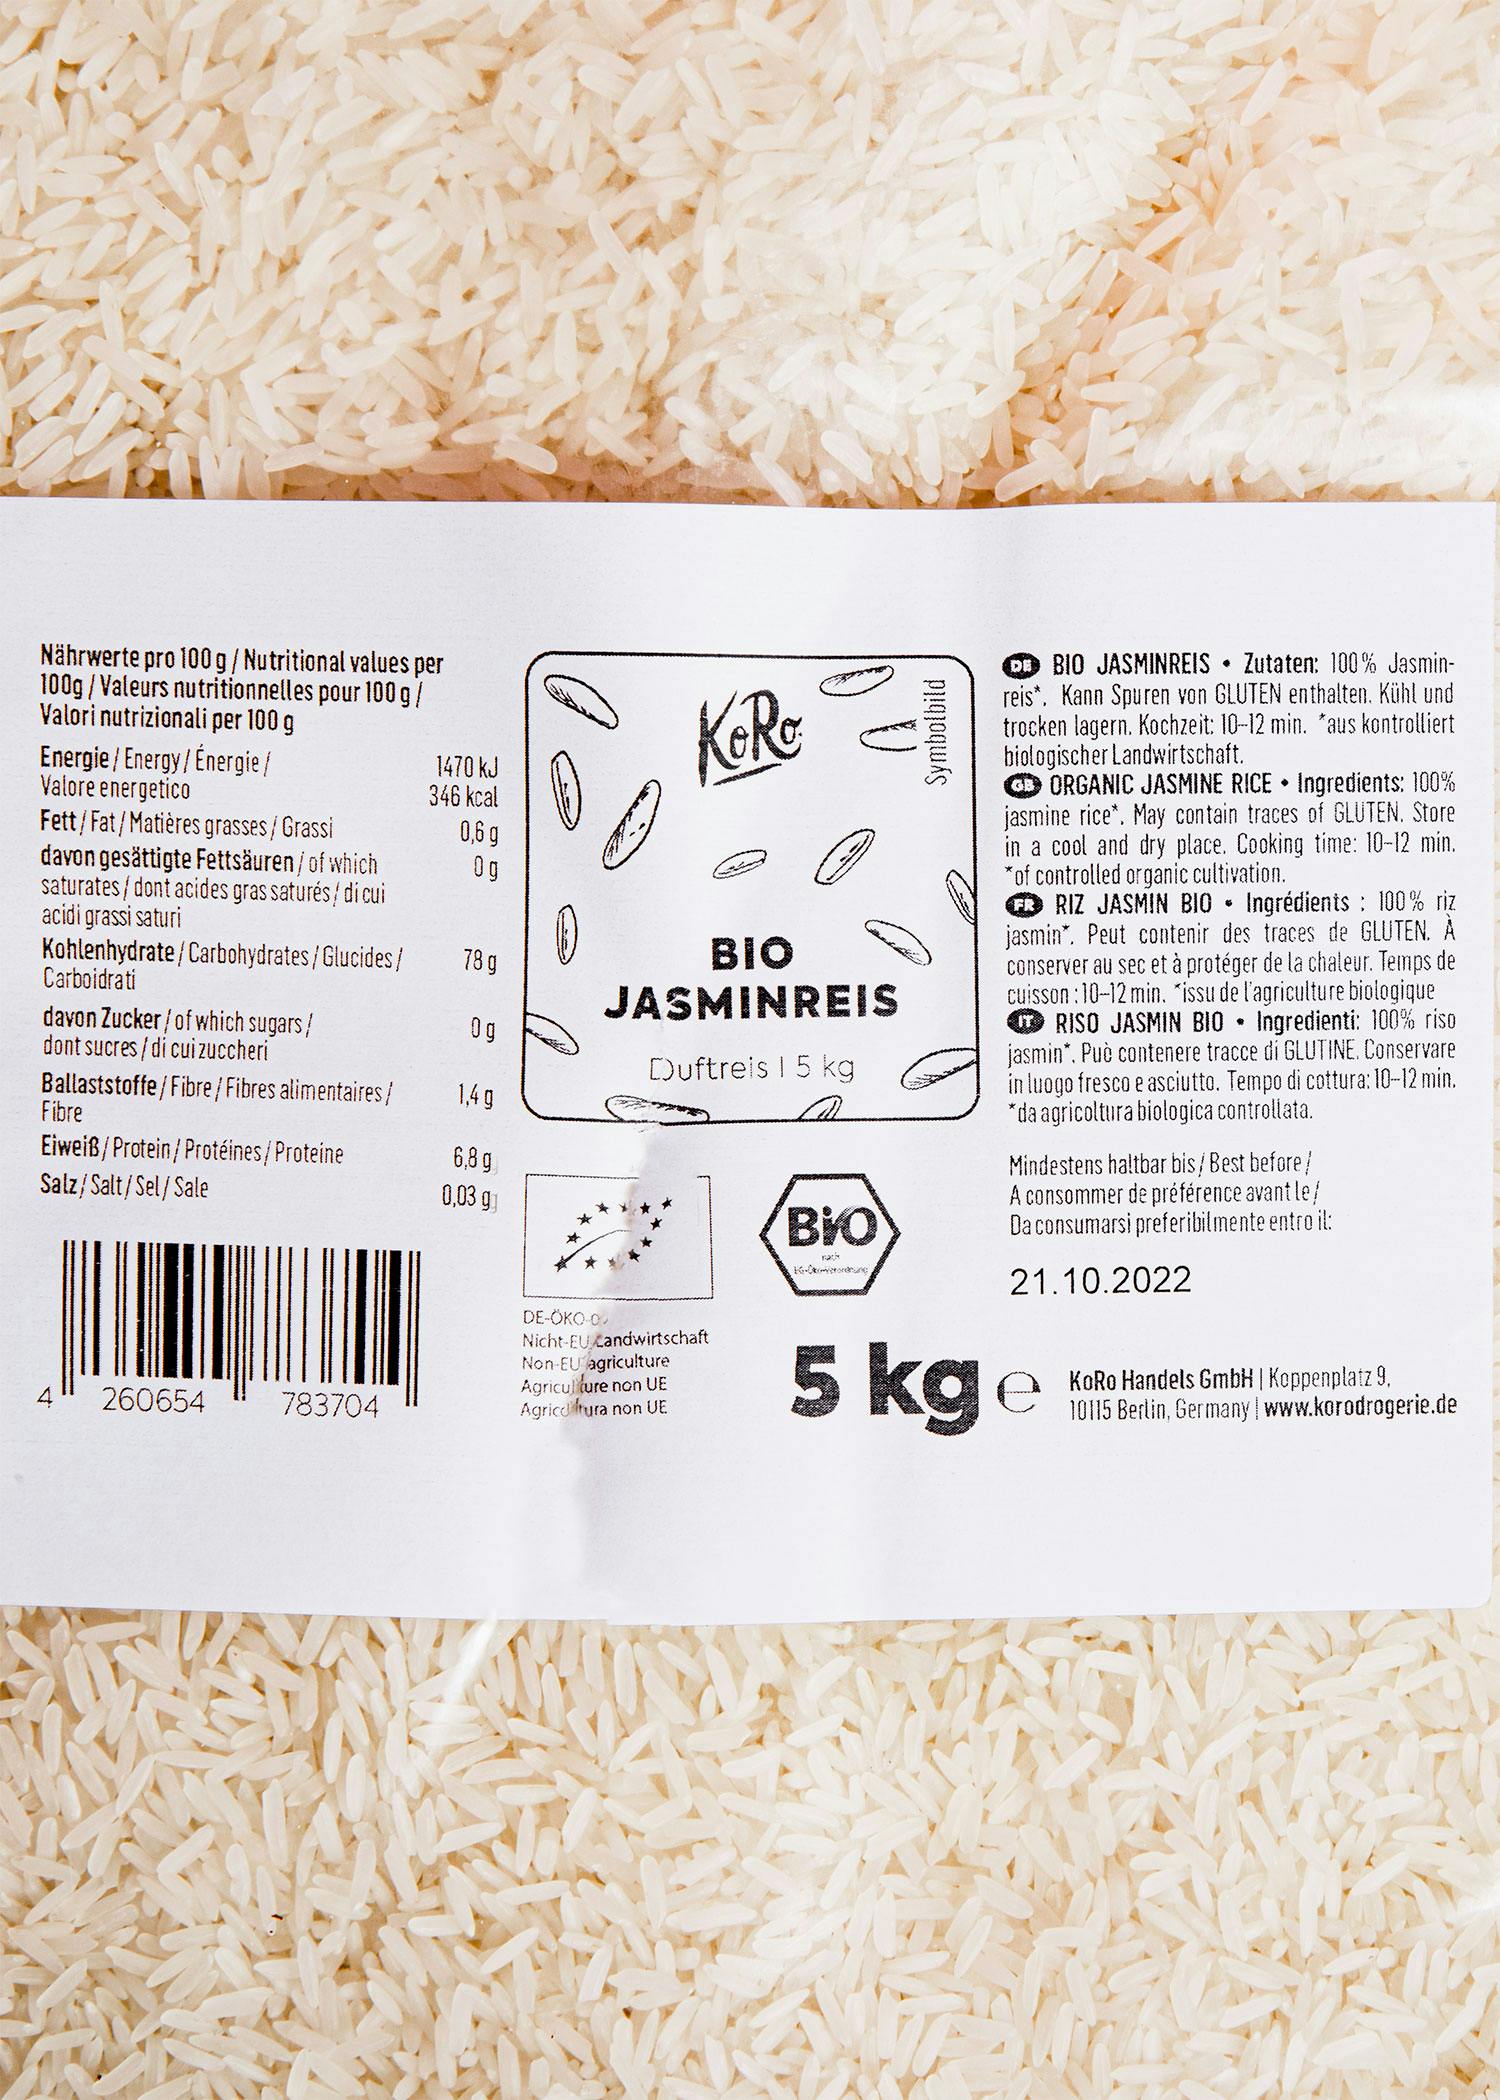 Nährwerte pro 100 g / Nutritional values per
100g / Valeurs nutritionnelles pour 100 g /
Valori nutrizionali per 100 g
Energie / Energy / Énergie /
Valore energetico
1470 kJ
346 kcal
Fett / Fat / Matières grasses / Grassi
0,6 g
davon gesättigte Fettsäuren / of which
saturates / dont acides gras saturés / di cui
acidi grassi saturi
0 g
Kohlenhydrate / Carbohydrates / Glucides /
Carboidrati
78 g
davon Zucker / of which sugars /
dont sucres / di cui zuccheri
0 g
Ballaststoffe / Fibre / Fibres alimentaires /
Fibre
1,4 g
Eiweiß / Protein / Protéines / Proteine
6,8 g
Salz / Salt / Sel / Sale
0,03 g
4 260654 783704
KoRo
Symbolbild
BIO
JASMINREIS
Duftreis | 5 kg
DE-ÖKO-
Nicht-EU Landwirtschaft
Non-EU agriculture
Agriculture non UE
Agricoltura non UE
BiO
nach
EG-Öko-Verordnung
5 kg e
DE BIO JASMINREIS • Zutaten: 100% Jasmin-
reis*. Kann Spuren von GLUTEN enthalten. Kühl und
trocken lagern. Kochzeit: 10-12 min. *aus kontrolliert
biologischer Landwirtschaft.
GB ORGANIC JASMINE RICE • Ingredients: 100%
jasmine rice*. May contain traces of GLUTEN. Store
in a cool and dry place. Cooking time: 10-12 min.
*of controlled organic cultivation.
FR RIZ JASMIN BIO • Ingrédients : 100% riz
jasmin*. Peut contenir des traces de GLUTEN. À
conserver au sec et à protéger de la chaleur. Temps de
cuisson : 10-12 min. *issu de l'agriculture biologique
IT RISO JASMIN BIO • Ingredienti: 100% riso
jasmin*. Può contenere tracce di GLUTINE. Conservare
in luogo fresco e asciutto. Tempo di cottura: 10-12 min.
*da agricoltura biologica controllata.
Mindestens haltbar bis / Best before /
A consommer de préférence avant le /
Da consumarsi preferibilmente entro il:
21.10.2022
KoRo Handels GmbH | Koppenplatz 9,
10115 Berlin, Germany | www.korodrogerie.de